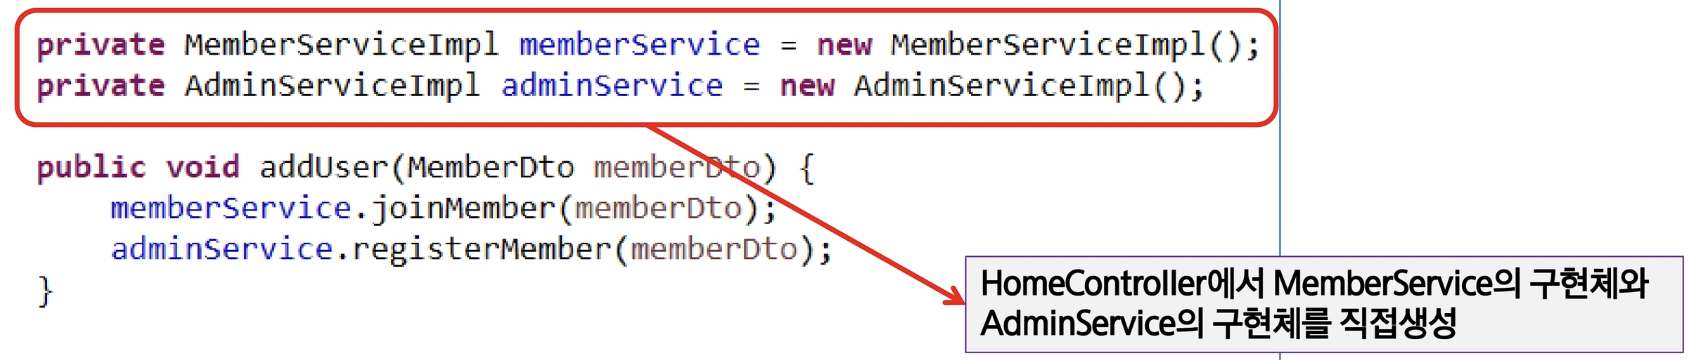 private MemberServiceImpl memberService = new MemberServiceImpl();
private AdminServiceImpl adminService = new AdminServiceImpl();
public void addUser(MemberDto memberDto) {
memberService.joinMember(memberDto);
adminService.registerMember(memberDto);
}
HomeController에서 MemberService의 구현체와
AdminService의 구현체를 직접생성